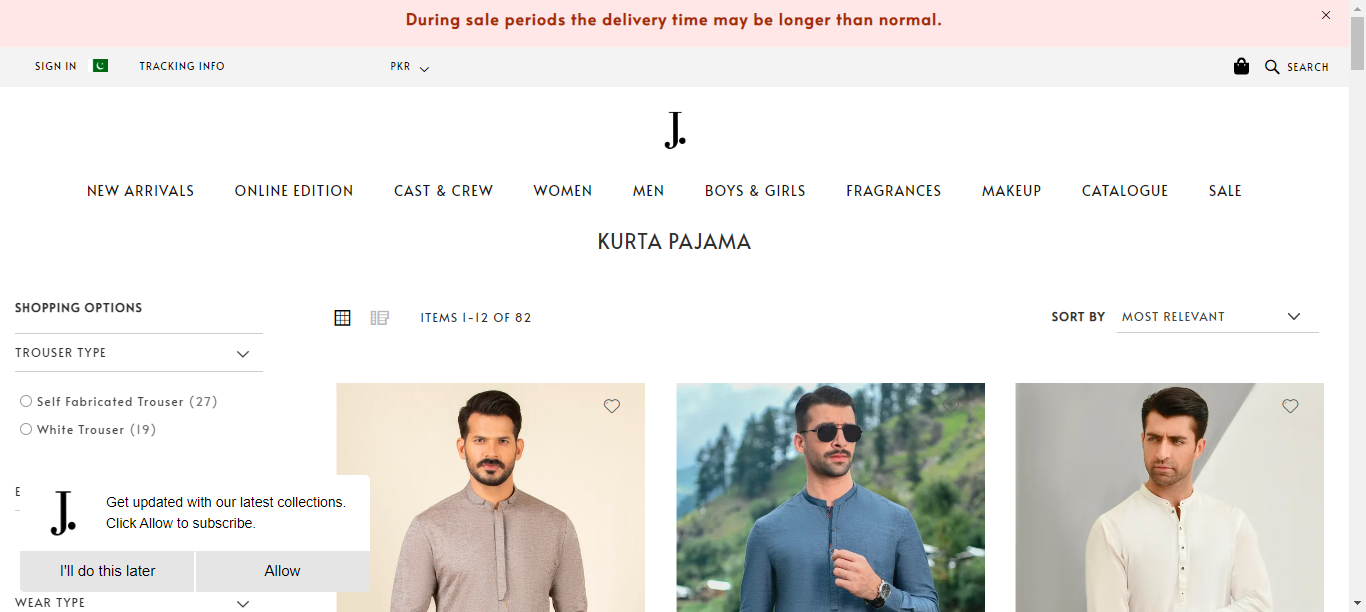 During sale periods the delivery time may be longer than normal.
SIGN IN
TRACKING INFO
PKR
SEARCH
J.
NEW ARRIVALS
ONLINE EDITION
CAST & CREW
WOMEN
MEN
BOYS & GIRLS
FRAGRANCES
MAKEUP
CATALOGUE
SALE
KURTA PAJAMA
SHOPPING OPTIONS
ITEMS 1-12 OF 82
SORT BY
MOST RELEVANT
TROUSER TYPE
Self Fabricated Trouser (27)
White Trouser (19)
J.
Get updated with our latest collections.
Click Allow to subscribe.
I'll do this later
Allow
WEAR TYPE